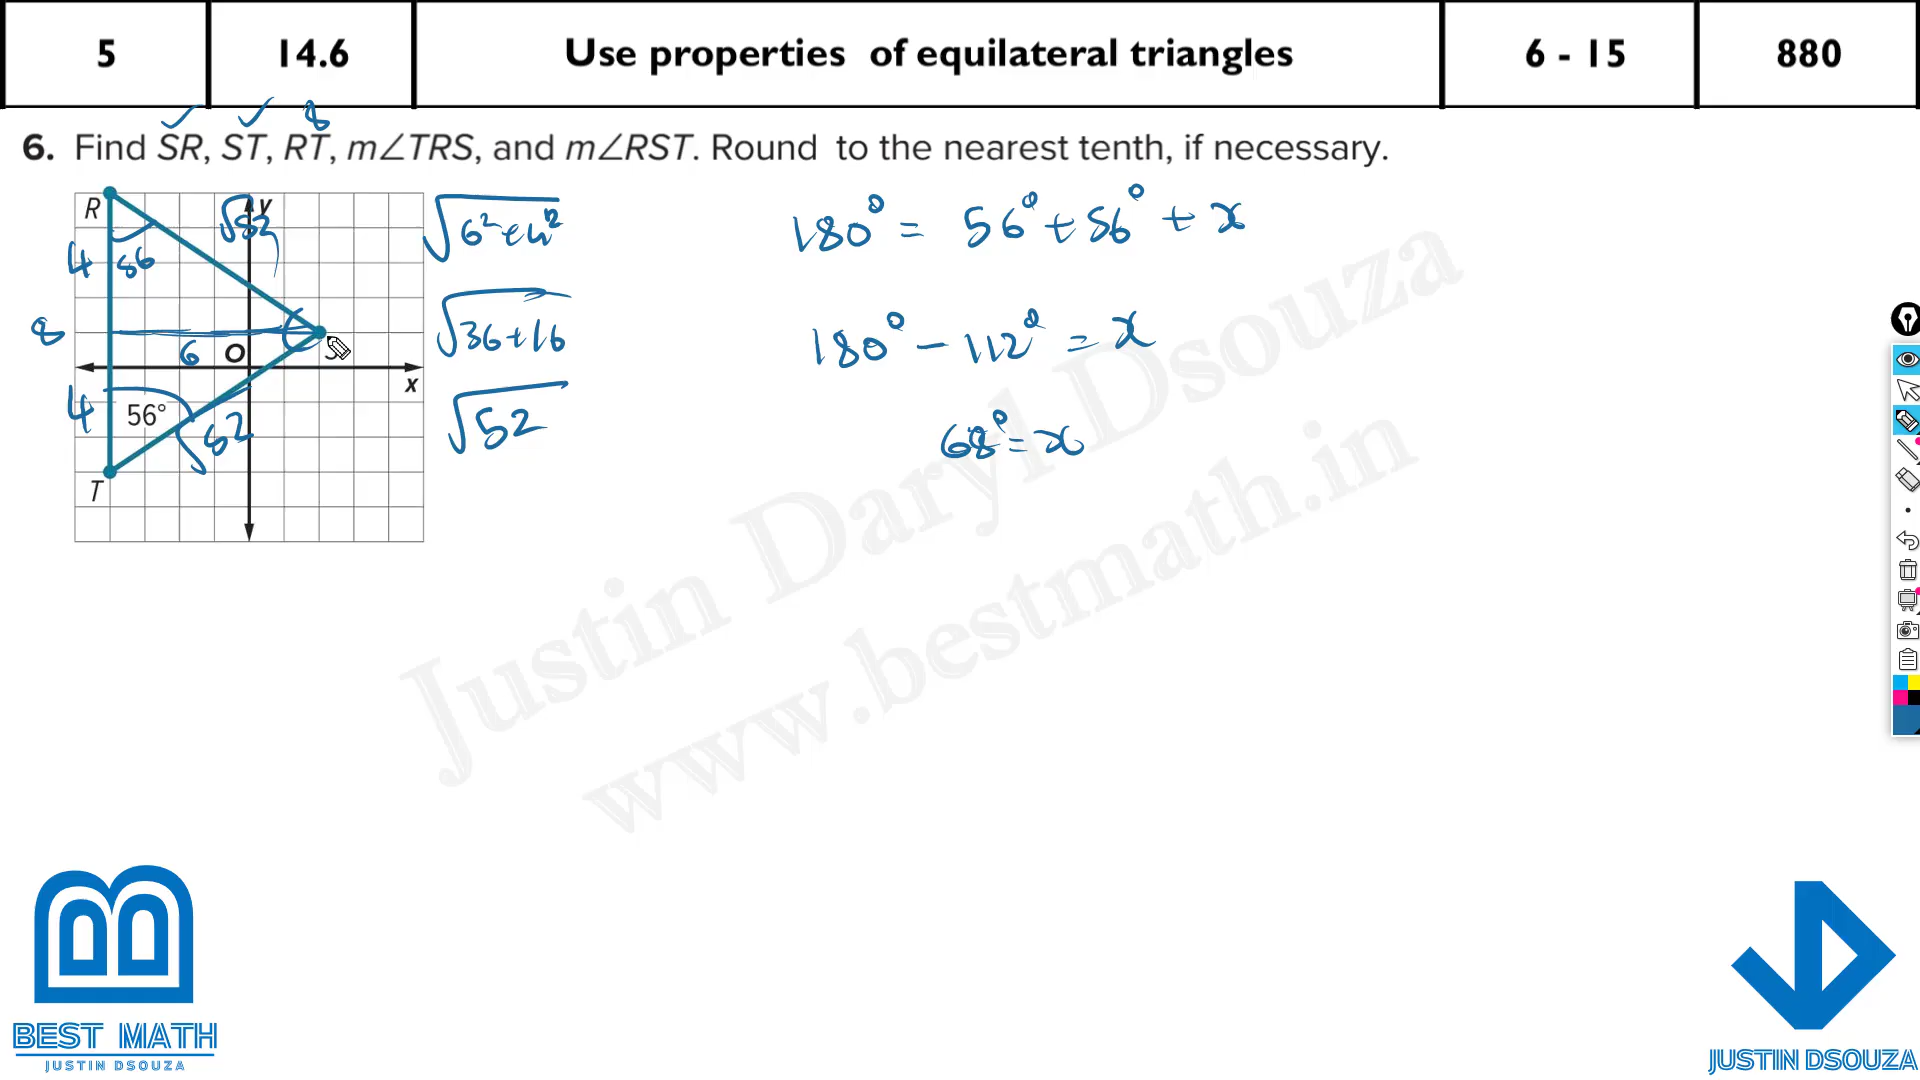 5
14.6
Use properties of equilateral triangles
6 - 15
880
8
6. Find SR, ST, RT, m∠TRS, and m∠RST. Round to the nearest tenth, if necessary.
R
y
√52
4
56
8
6
O
S
x
4
56°
√52
T
√6²+4²
√36+16
√52
180° = 56° + 56° + x
180° - 112° = x
68° = x
Justin Daryl Dsouza
www.bestmath.in
BEST MATH
JUSTIN DSOUZA
JUSTIN DSOUZA